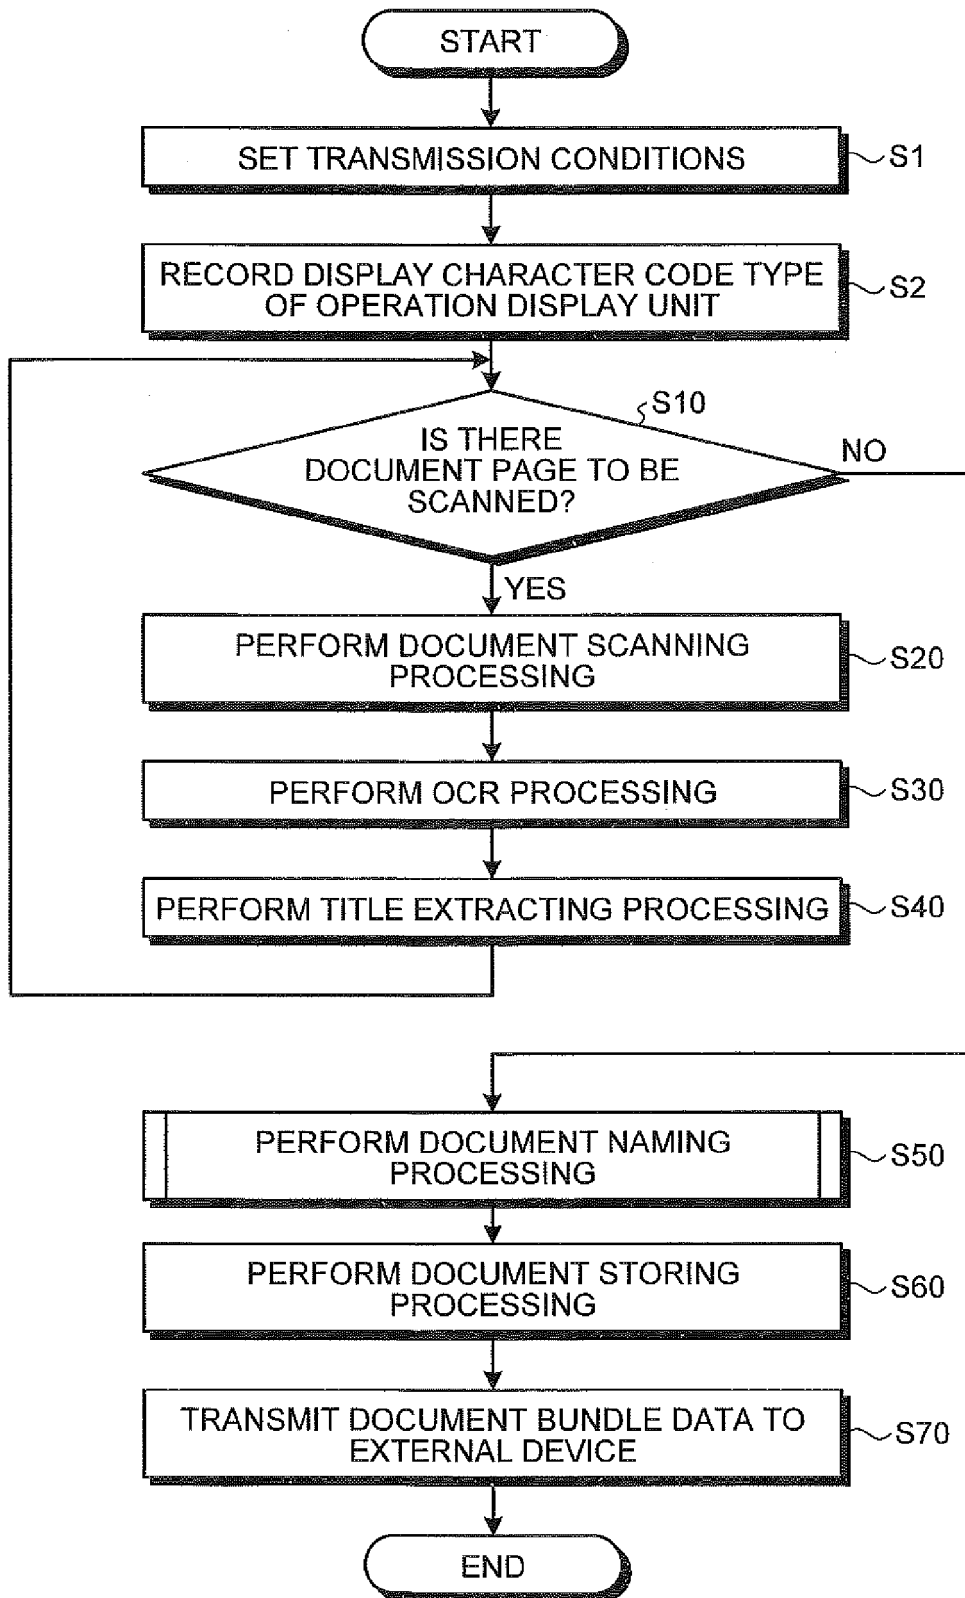 START
SET TRANSMISSION CONDITIONS
S1
RECORD DISPLAY CHARACTER CODE TYPE
OF OPERATION DISPLAY UNIT
S2
S10
IS THERE
DOCUMENT PAGE TO BE
SCANNED?
NO
YES
PERFORM DOCUMENT SCANNING
PROCESSING
S20
PERFORM OCR PROCESSING
S30
PERFORM TITLE EXTRACTING PROCESSING
S40
PERFORM DOCUMENT NAMING
PROCESSING
S50
PERFORM DOCUMENT STORING
PROCESSING
S60
TRANSMIT DOCUMENT BUNDLE DATA TO
EXTERNAL DEVICE
S70
END